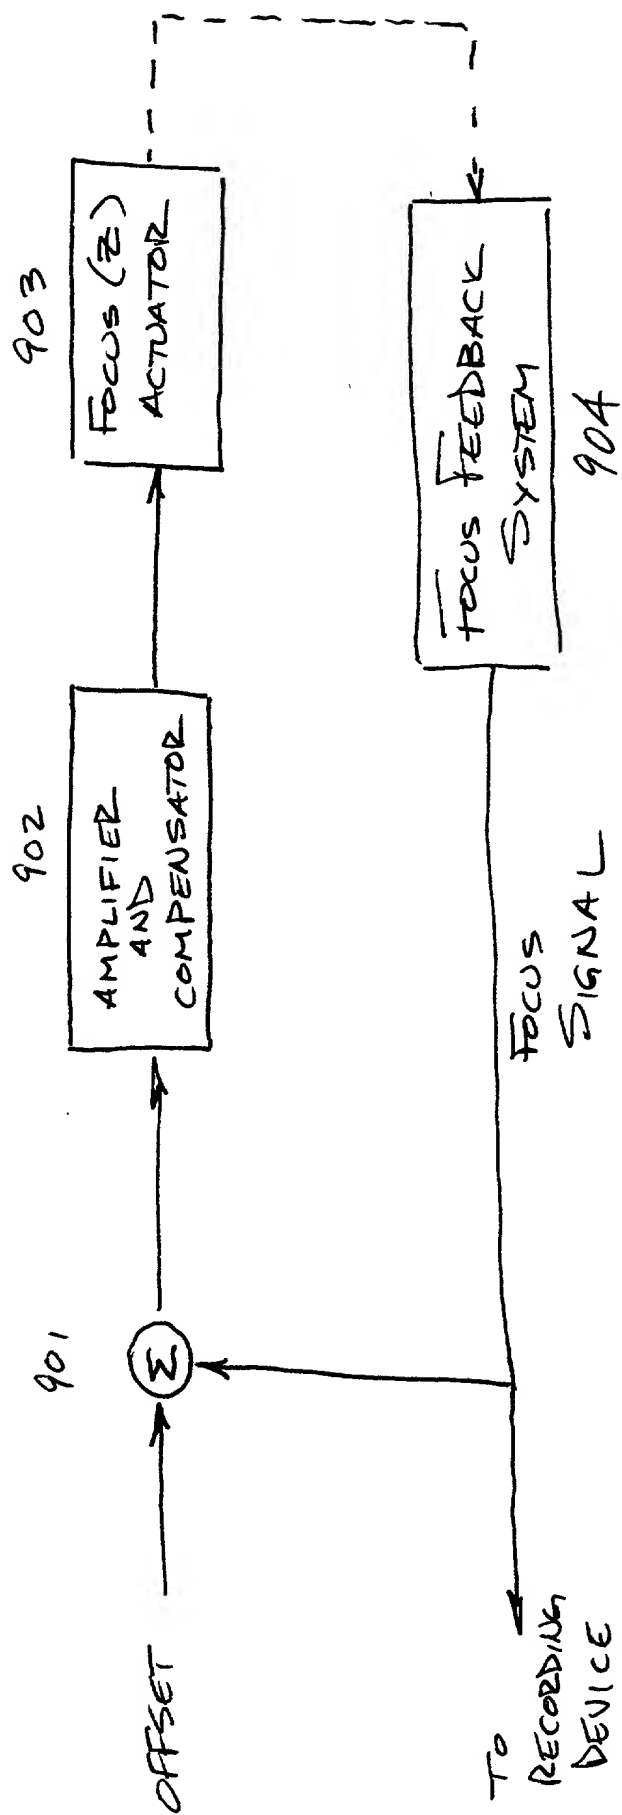 OFFSET
901
Σ
902
AMPLIFIER
AND
COMPENSATOR
903
FOCUS (Z)
ACTUATOR
FOCUS FEEDBACK
SYSTEM
904
FOCUS
SIGNAL
TO
RECORDING
DEVICE